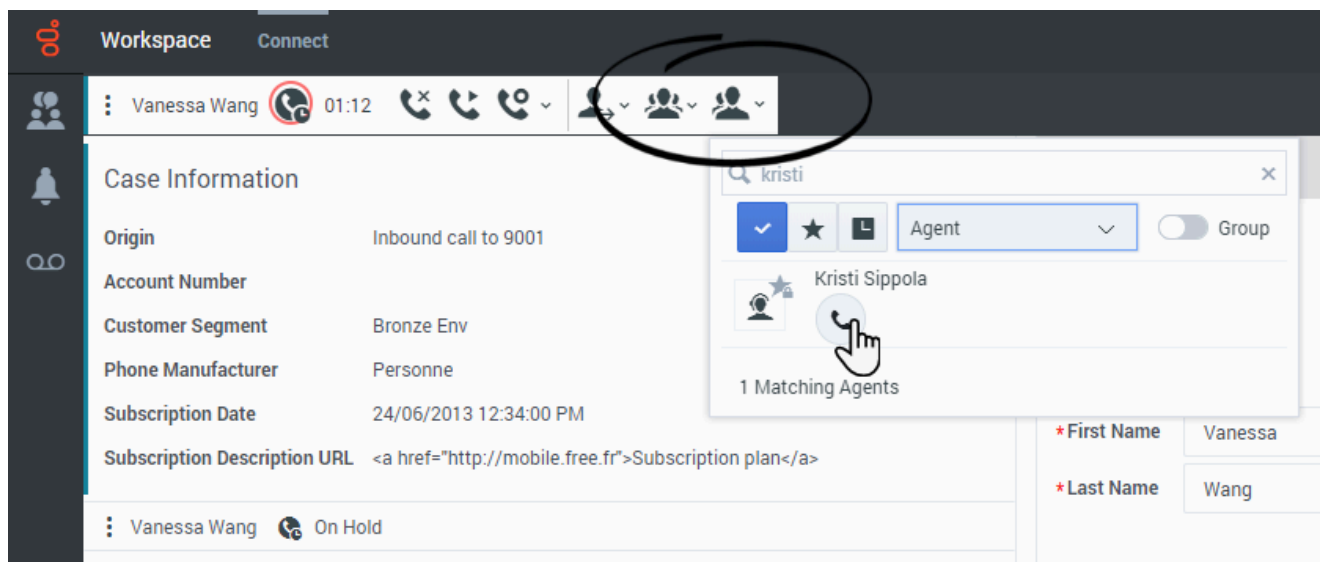 Workspace Connect
Vanessa Wang 01:12
kristi
Agent Group
Kristi Sippola
1 Matching Agents
Case Information
Origin Inbound call to 9001
Account Number
Customer Segment Bronze Env
Phone Manufacturer Personne
Subscription Date 24/06/2013 12:34:00 PM
Subscription Description URL <a href="http://mobile.free.fr">Subscription plan</a>
Vanessa Wang On Hold
*First Name Vanessa
*Last Name Wang